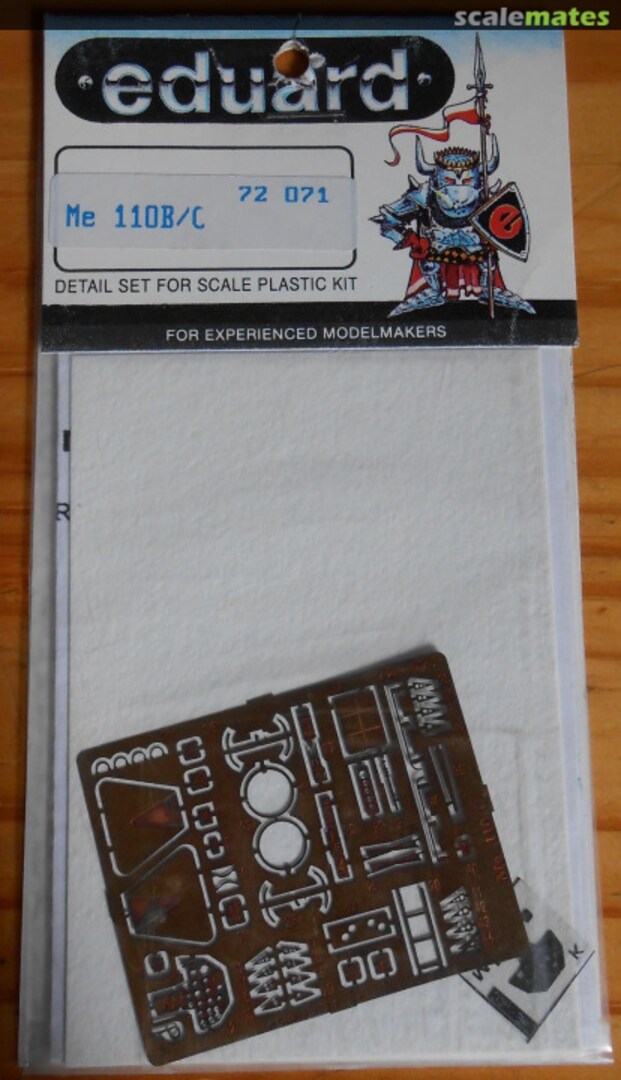 scalemates
eduard
72 071
Me 110B/C
e
DETAIL SET FOR SCALE PLASTIC KIT
FOR EXPERIENCED MODELMAKERS
R
K